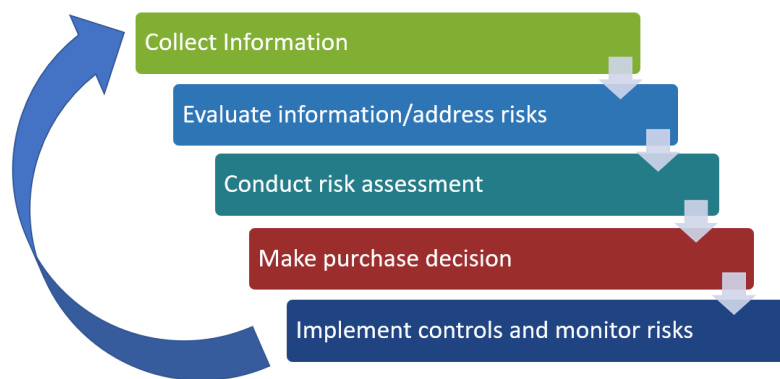 Collect Information
Evaluate information/address risks
Conduct risk assessment
Make purchase decision
Implement controls and monitor risks